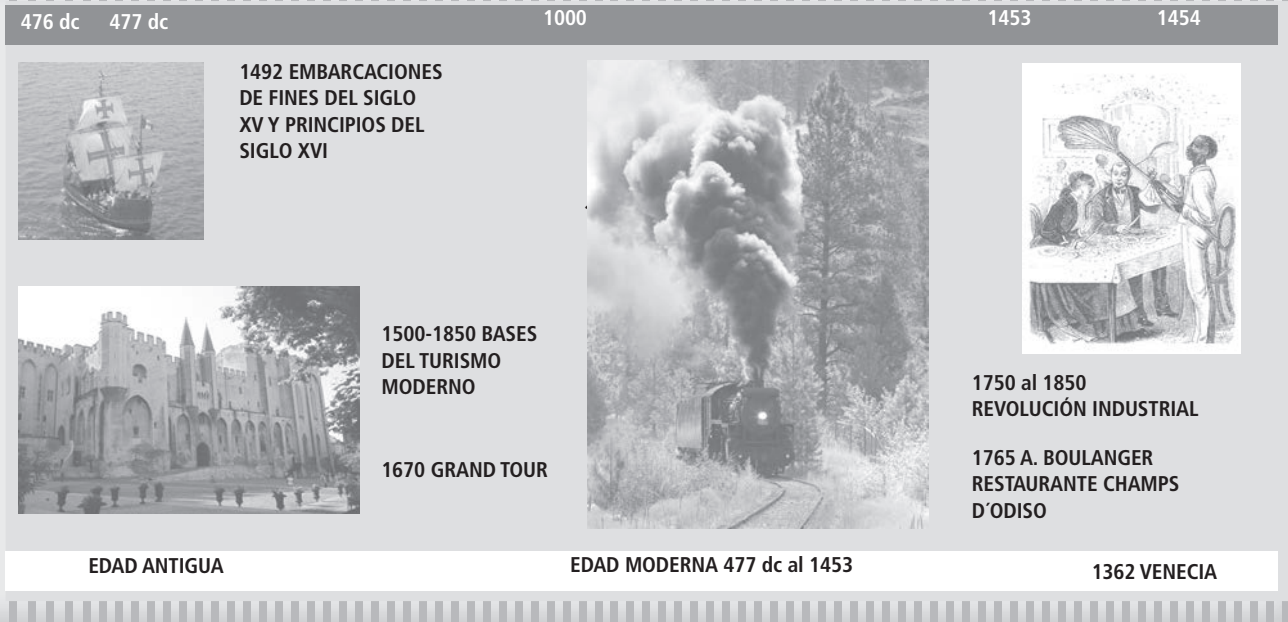 476 dc 477 dc 1000 1453 1454
1492 EMBARCACIONES
DE FINES DEL SIGLO
XV Y PRINCIPIOS DEL
SIGLO XVI
1500-1850 BASES
DEL TURISMO
MODERNO
1670 GRAND TOUR
1750 al 1850
REVOLUCIÓN INDUSTRIAL
1765 A. BOULANGER
RESTAURANTE CHAMPS
D´ODISO
EDAD ANTIGUA
EDAD MODERNA 477 dc al 1453
1362 VENECIA